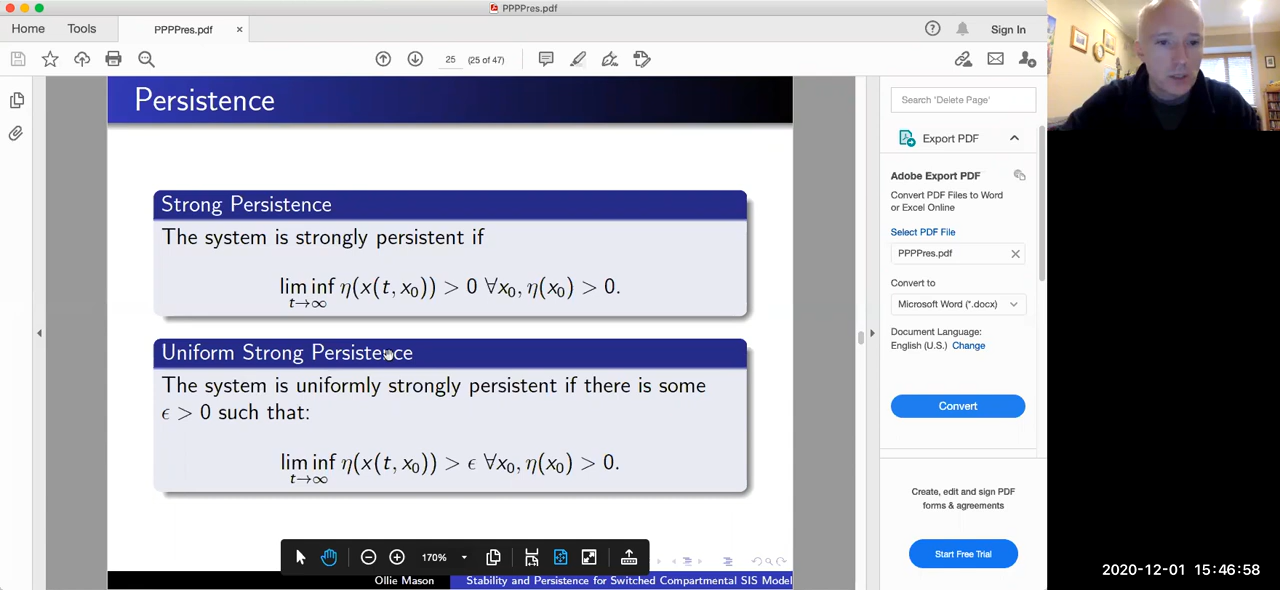 PPPPres.pdf
Home
Tools
PPPPres.pdf
×
Sign In
25
(25 of 47)
Persistence
Strong Persistence
The system is strongly persistent if
lim inf η(x(t, x₀)) > 0 ∀x₀, η(x₀) > 0.
t→∞
Uniform Strong Persistence
The system is uniformly strongly persistent if there is some
ϵ > 0 such that:
lim inf η(x(t, x₀)) > ϵ ∀x₀, η(x₀) > 0.
t→∞
170%
Ollie Mason
Stability and Persistence for Switched Compartmental SIS Model
Search 'Delete Page'
Export PDF
Adobe Export PDF
Convert PDF Files to Word
or Excel Online
Select PDF File
PPPPres.pdf
Convert to
Microsoft Word (*.docx)
Document Language:
English (U.S.) Change
Convert
Create, edit and sign PDF
forms & agreements
Start Free Trial
2020-12-01 15:46:58